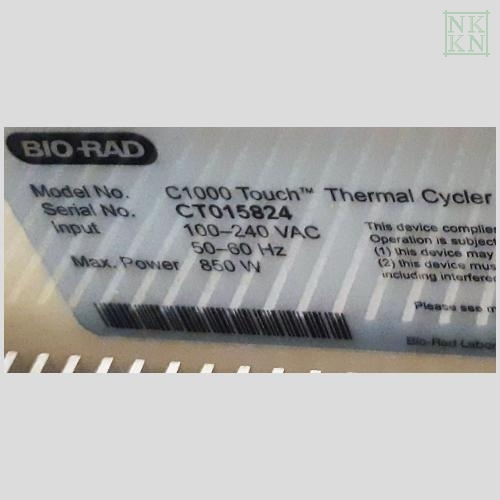 NK
KN
BIO-RAD
Model No. C1000 Touch™ Thermal Cycler
Serial No. CT015824
Input 100–240 VAC
50–60 Hz
Max. Power 850 W
This device complies
Operation is subject
(1) this device may
(2) this device mus
including interferen
Please see m
Bio-Rad Labor